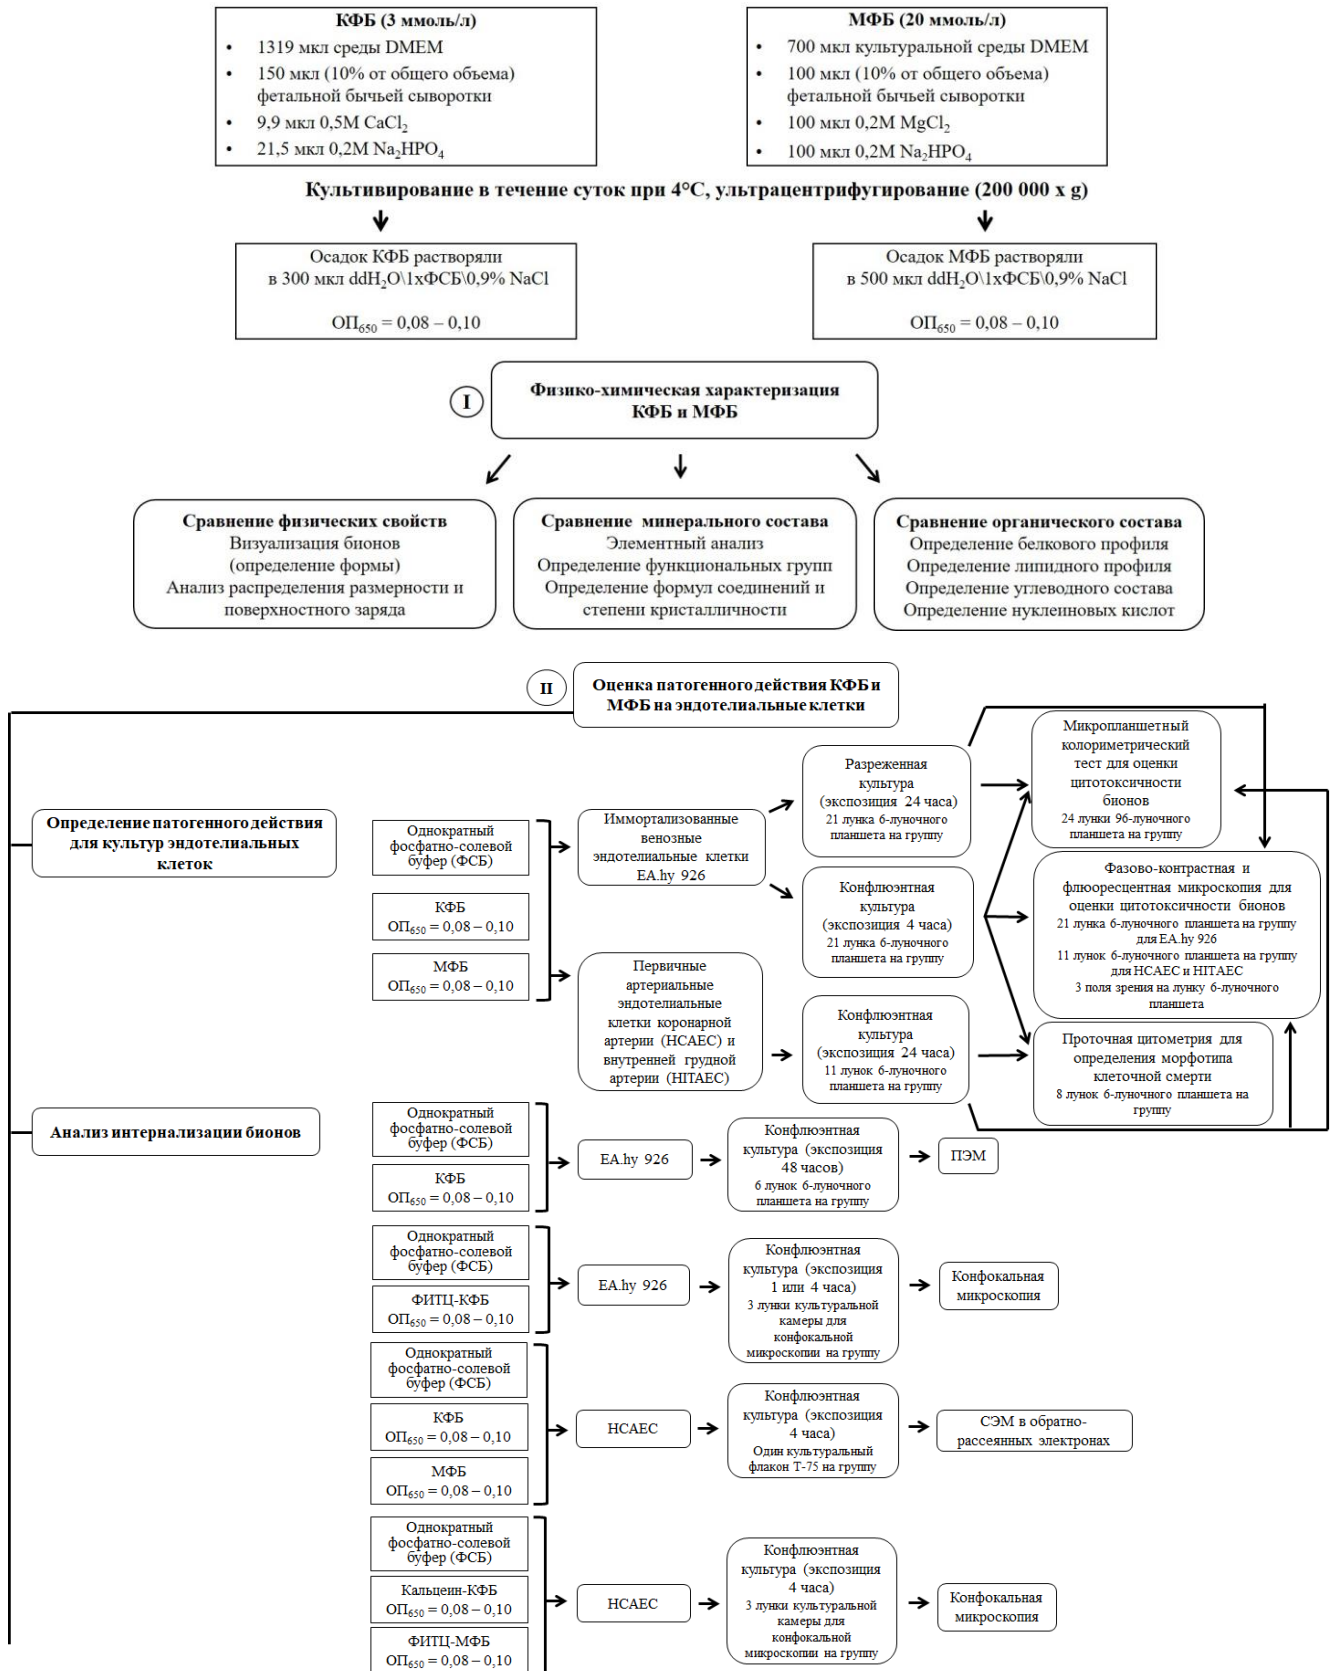 КФБ (3 ммоль/л)
• 1319 мкл среды DMEM
• 150 мкл (10% от общего объема)
фетальной бычьей сыворотки
• 9,9 мкл 0,5М CaCl₂
• 21,5 мкл 0,2М Na₂HPO₄
МФБ (20 ммоль/л)
• 700 мкл культуральной среды DMEM
• 100 мкл (10% от общего объема)
фетальной бычьей сыворотки
• 100 мкл 0,2М MgCl₂
• 100 мкл 0,2М Na₂HPO₄
Культивирование в течение суток при 4°С, ультрацентрифугирование (200 000 x g)
Осадок КФБ растворяли
в 300 мкл ddH₂O\1хФСБ\0,9% NaCl
ОП₆₅₀ = 0,08 – 0,10
Осадок МФБ растворяли
в 500 мкл ddH₂O\1хФСБ\0,9% NaCl
ОП₆₅₀ = 0,08 – 0,10
I
Физико-химическая характеризация
КФБ и МФБ
Сравнение физических свойств
Визуализация бионов
(определение формы)
Анализ распределения размерности и
поверхностного заряда
Сравнение минерального состава
Элементный анализ
Определение функциональных групп
Определение формул соединений и
степени кристалличности
Сравнение органического состава
Определение белкового профиля
Определение липидного профиля
Определение углеводного состава
Определение нуклеиновых кислот
II
Оценка патогенного действия КФБ и
МФБ на эндотелиальные клетки
Определение патогенного действия
для культур эндотелиальных
клеток
Однократный
фосфатно-солевой
буфер (ФСБ)
КФБ
ОП₆₅₀ = 0,08 – 0,10
МФБ
ОП₆₅₀ = 0,08 – 0,10
Иммортализованные
венозные
эндотелиальные клетки
EA.hy 926
Первичные
артериальные
эндотелиальные
клетки коронарной
артерии (HCAEC) и
внутренней грудной
артерии (HITAEC)
Разреженная
культура
(экспозиция 24 часа)
21 лунка 6-луночного
планшета на группу
Конфлюэнтная
культура
(экспозиция 4 часа)
21 лунка 6-луночного
планшета на группу
Конфлюэнтная
культура
(экспозиция 24 часа)
11 лунок 6-луночного
планшета на группу
Микропланшетный
колориметрический
тест для оценки
цитотоксичности
бионов
24 лунки 96-луночного
планшета на группу
Фазово-контрастная и
флюоресцентная микроскопия для
оценки цитотоксичности бионов
21 лунка 6-луночного планшета на группу
для EA.hy 926
11 лунок 6-луночного планшета на группу
для HCAEC и HITAEC
3 поля зрения на лунку 6-луночного
планшета
Проточная цитометрия для
определения морфотипа
клеточной смерти
8 лунок 6-луночного планшета на
группу
Анализ интернализации бионов
Однократный
фосфатно-солевой
буфер (ФСБ)
КФБ
ОП₆₅₀ = 0,08 – 0,10
EA.hy 926
Конфлюэнтная
культура (экспозиция
48 часов)
6 лунок 6-луночного
планшета на группу
ПЭМ
Однократный
фосфатно-солевой
буфер (ФСБ)
ФИТЦ-КФБ
ОП₆₅₀ = 0,08 – 0,10
EA.hy 926
Конфлюэнтная
культура (экспозиция
1 или 4 часа)
3 лунки культуральной
камеры для
конфокальной
микроскопии на группу
Конфокальная
микроскопия
Однократный
фосфатно-солевой
буфер (ФСБ)
КФБ
ОП₆₅₀ = 0,08 – 0,10
МФБ
ОП₆₅₀ = 0,08 – 0,10
HCAEC
Конфлюэнтная
культура (экспозиция
4 часа)
Один культуральный
флакон Т-75 на группу
СЭМ в обратно-
рассеянных электронах
Однократный
фосфатно-солевой
буфер (ФСБ)
Кальцеин-КФБ
ОП₆₅₀ = 0,08 – 0,10
ФИТЦ-МФБ
ОП₆₅₀ = 0,08 – 0,10
HCAEC
Конфлюэнтная
культура (экспозиция
4 часа)
3 лунки культуральной
камеры для
конфокальной
микроскопии на группу
Конфокальная
микроскопия